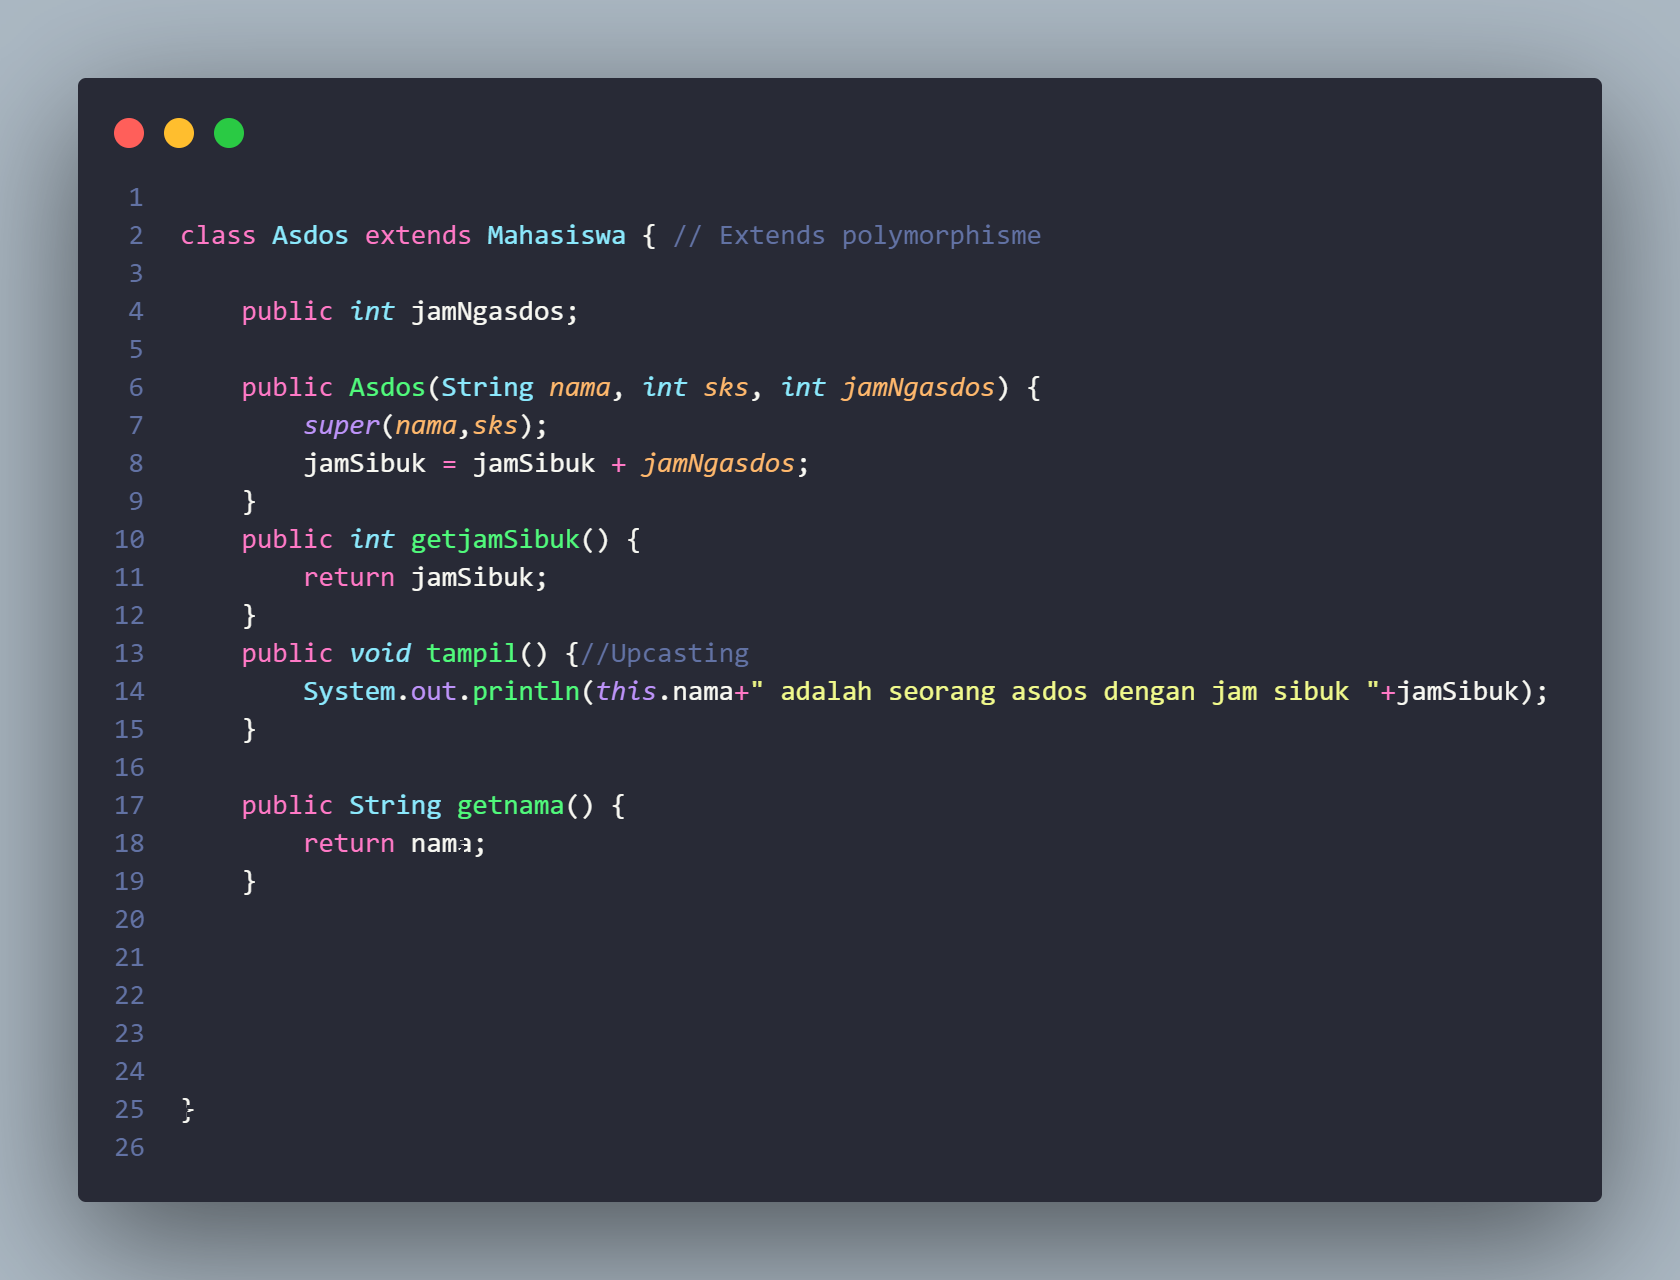 1
2 class Asdos extends Mahasiswa { // Extends polymorphisme
3
4     public int jamNgasdos;
5
6     public Asdos(String nama, int sks, int jamNgasdos) {
7         super(nama,sks);
8         jamSibuk = jamSibuk + jamNgasdos;
9     }
10     public int getjamSibuk() {
11         return jamSibuk;
12     }
13     public void tampil() {//Upcasting
14         System.out.println(this.nama+" adalah seorang asdos dengan jam sibuk "+jamSibuk);
15     }
16
17     public String getnama() {
18         return nama;
19     }
20
21
22
23
24
25 }
26